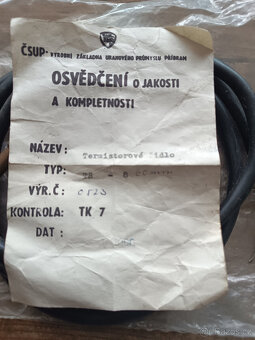 ČSUP- VÝROBNÍ ZÁKLADNA URANOVÉHO PRŮMYSLU PŘÍBRAM
OSVĚDČENÍ O JAKOSTI
A KOMPLETNOSTI
NÁZEV: Termistorové čidlo
TYP:
VÝR. Č:
KONTROLA: TK 7
DAT: